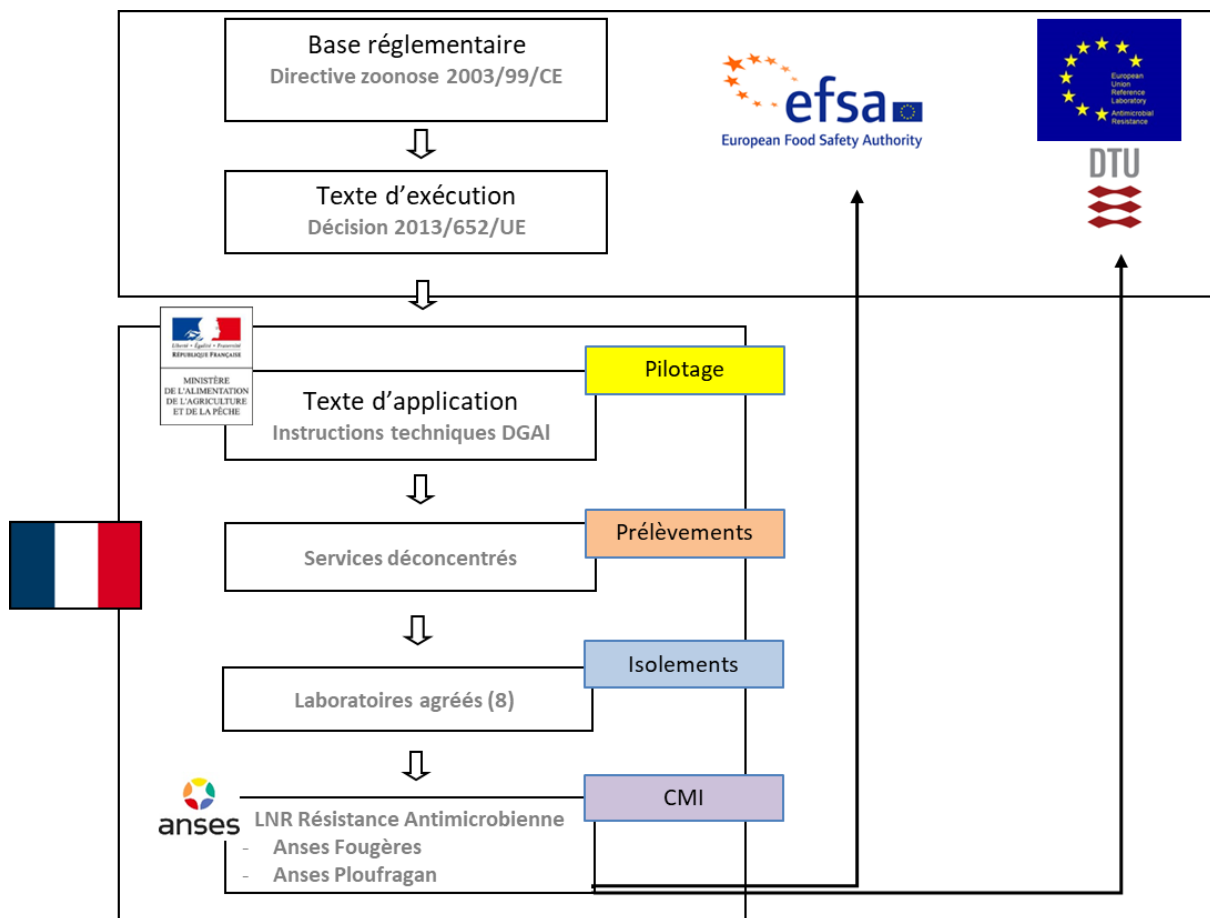 Base réglementaire
Directive zoonose 2003/99/CE
Texte d'exécution
Décision 2013/652/UE
efsa
European Food Safety Authority
European
Union
Reference
Laboratory
Antimicrobial
Resistance
DTU
Liberté • Égalité • Fraternité
RÉPUBLIQUE FRANÇAISE
MINISTÈRE
DE L'ALIMENTATION
DE L'AGRICULTURE
ET DE LA PÊCHE
Pilotage
Texte d'application
Instructions techniques DGAl
Prélèvements
Services déconcentrés
Isolements
Laboratoires agréés (8)
CMI
anses
LNR Résistance Antimicrobienne
- Anses Fougères
- Anses Ploufragan